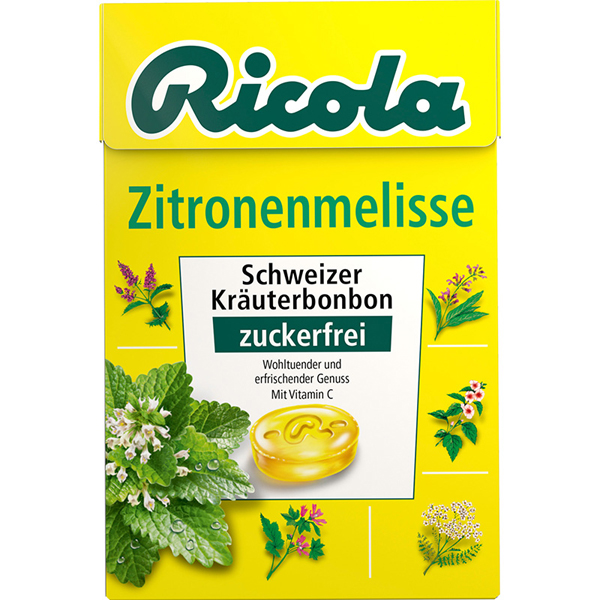 Ricola
Zitronenmelisse
Schweizer
Kräuterbonbon
zuckerfrei
Wohltuender und
erfrischender Genuss
Mit Vitamin C